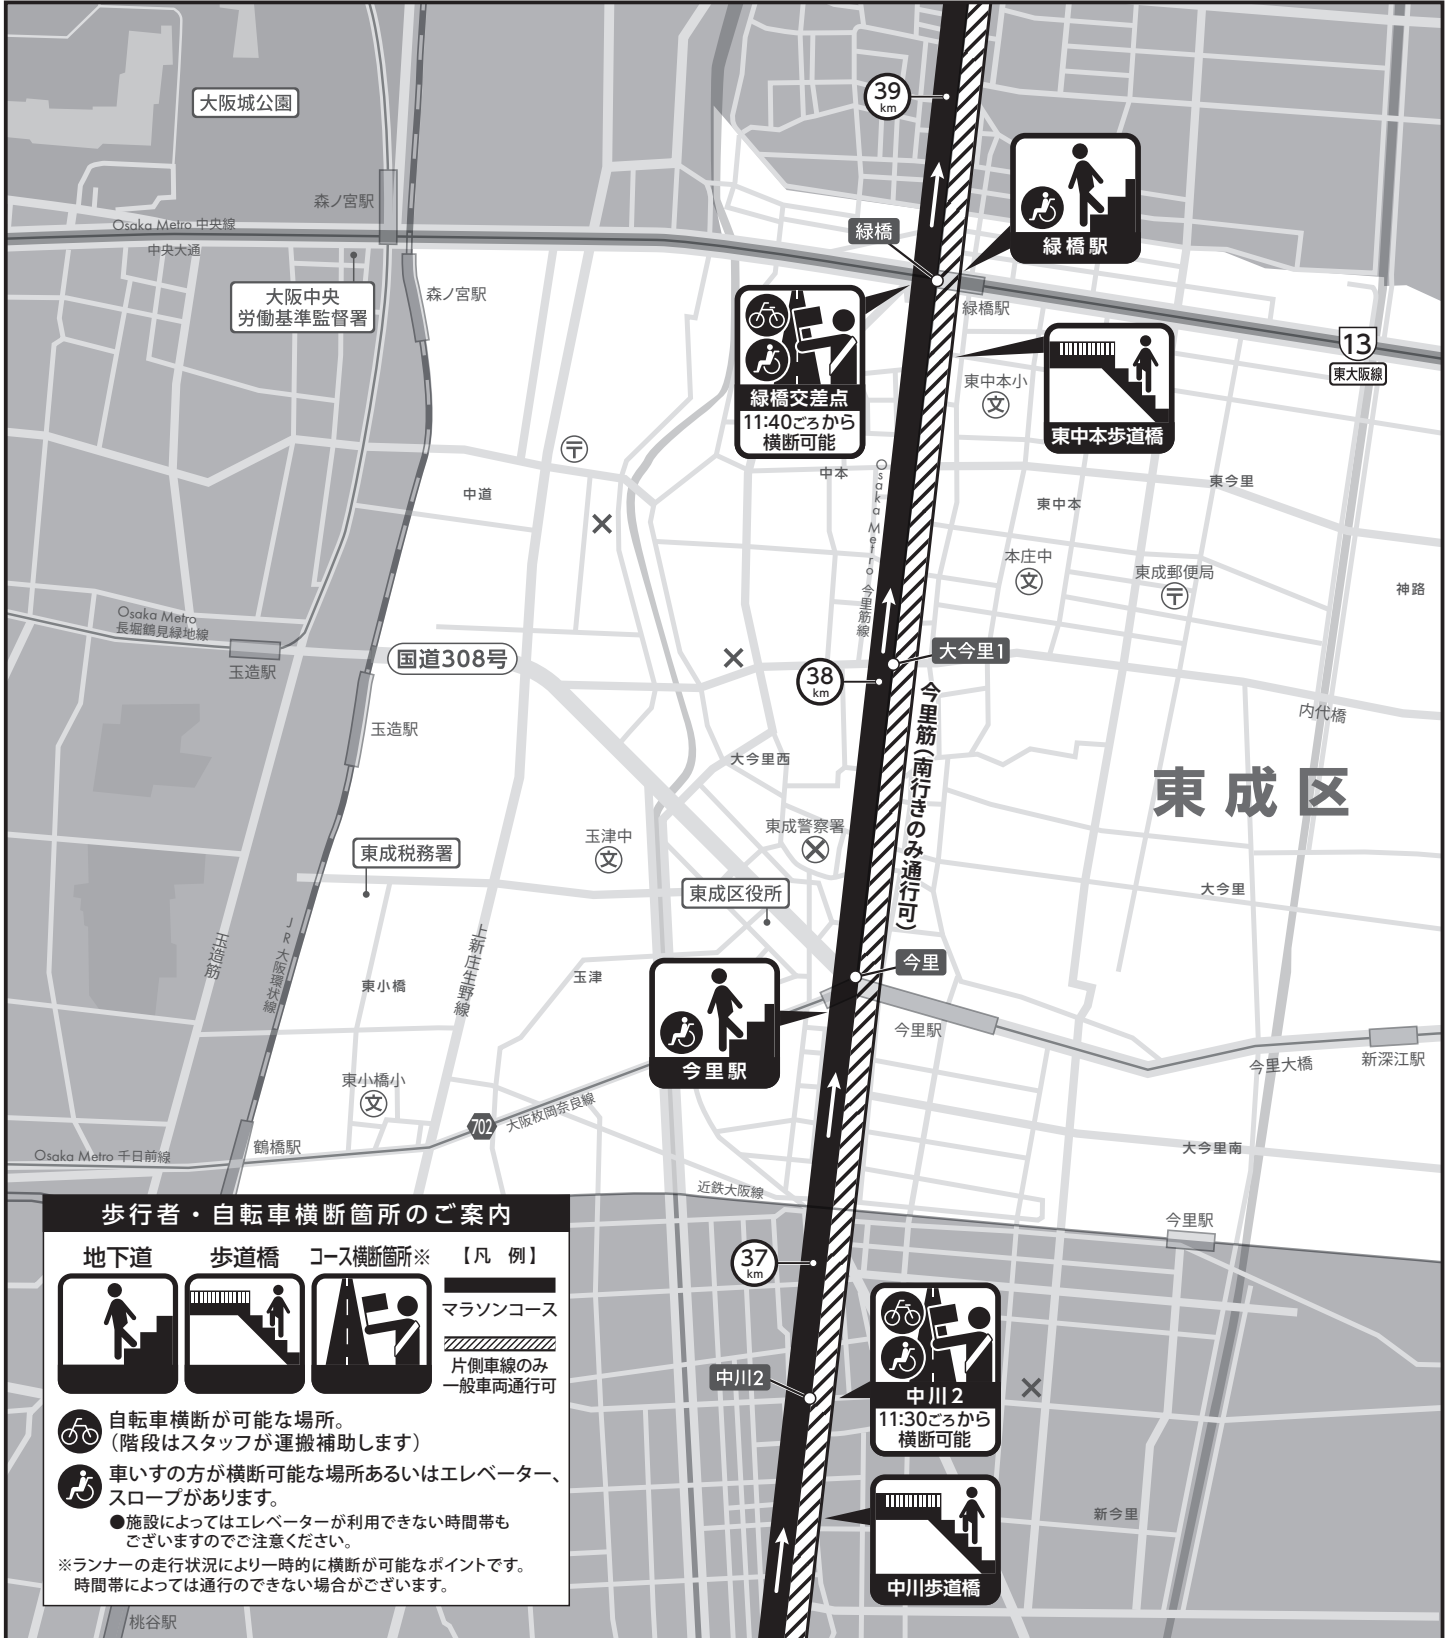 39
km
大阪城公園
緑橋駅
森ノ宮駅
Osaka Metro 中央線
中央大通
緑橋
大阪中央
労働基準監督署
森ノ宮駅
緑橋駅
13
東大阪線
緑橋交差点
11:40ごろから
横断可能
東中本小
文
東中本歩道橋
中道
中本
Osaka Metro 今里筋線
東今里
東中本
本庄中
文
東成郵便局
神路
Osaka Metro
長堀鶴見緑地線
玉造駅
国道308号
大今里1
38
km
今里筋(南行きのみ通行可)
内代橋
玉造駅
大今里西
東成区
東成警察署
玉津中
文
東成税務署
東成区役所
大今里
玉造筋
JR大阪環状線
上新庄生野線
東小橋
玉津
今里
今里駅
今里駅
今里大橋
新深江駅
東小橋小
文
702
大阪枚岡奈良線
鶴橋駅
Osaka Metro 千日前線
大今里南
近鉄大阪線
今里駅
37
km
中川2
中川2
11:30ごろから
横断可能
新今里
中川歩道橋
歩行者・自転車横断箇所のご案内
地下道
歩道橋
コース横断箇所※
【凡 例】
マラソンコース
片側車線のみ
一般車両通行可
自転車横断が可能な場所。
(階段はスタッフが運搬補助します)
車いすの方が横断可能な場所あるいはエレベーター、
スロープがあります。
●施設によってはエレベーターが利用できない時間帯も
ございますのでご注意ください。
※ランナーの走行状況により一時的に横断が可能なポイントです。
時間帯によっては通行のできない場合がございます。
桃谷駅